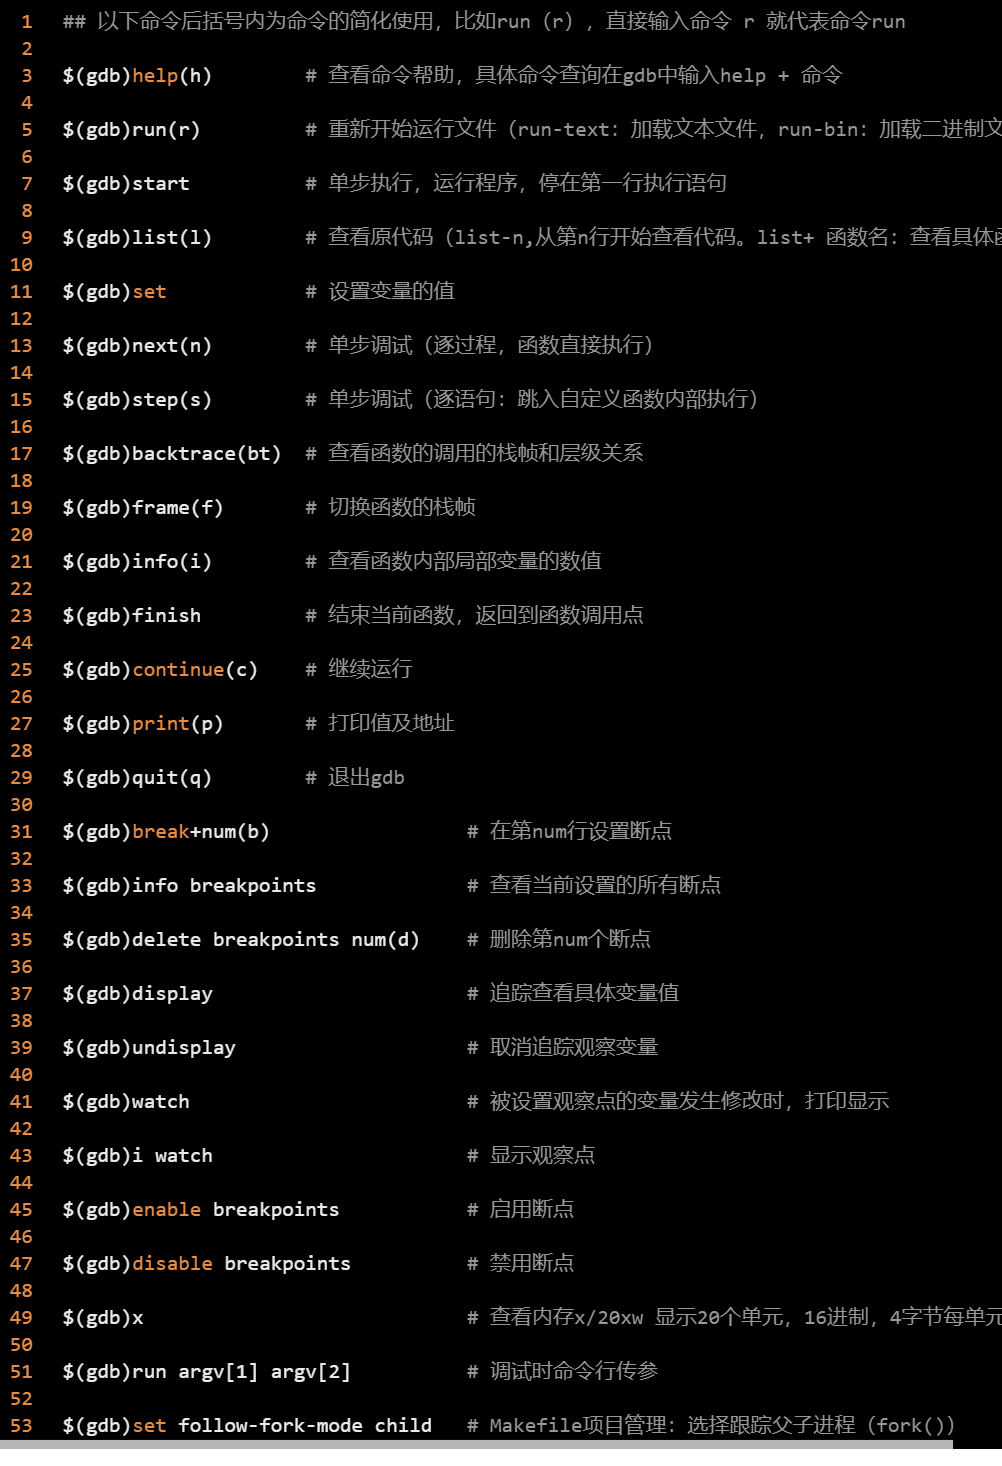 1 ## 以下命令后括号内为命令的简化使用，比如run（r），直接输入命令 r 就代表命令run
2
3 $(gdb)help(h) # 查看命令帮助，具体命令查询在gdb中输入help + 命令
4
5 $(gdb)run(r) # 重新开始运行文件（run-text：加载文本文件，run-bin：加载二进制文
6
7 $(gdb)start # 单步执行，运行程序，停在第一行执行语句
8
9 $(gdb)list(l) # 查看原代码（list-n,从第n行开始查看代码。list+ 函数名：查看具体函
10
11 $(gdb)set # 设置变量的值
12
13 $(gdb)next(n) # 单步调试（逐过程，函数直接执行）
14
15 $(gdb)step(s) # 单步调试（逐语句：跳入自定义函数内部执行）
16
17 $(gdb)backtrace(bt) # 查看函数的调用的栈帧和层级关系
18
19 $(gdb)frame(f) # 切换函数的栈帧
20
21 $(gdb)info(i) # 查看函数内部局部变量的数值
22
23 $(gdb)finish # 结束当前函数，返回到函数调用点
24
25 $(gdb)continue(c) # 继续运行
26
27 $(gdb)print(p) # 打印值及地址
28
29 $(gdb)quit(q) # 退出gdb
30
31 $(gdb)break+num(b) # 在第num行设置断点
32
33 $(gdb)info breakpoints # 查看当前设置的所有断点
34
35 $(gdb)delete breakpoints num(d) # 删除第num个断点
36
37 $(gdb)display # 追踪查看具体变量值
38
39 $(gdb)undisplay # 取消追踪观察变量
40
41 $(gdb)watch # 被设置观察点的变量发生修改时，打印显示
42
43 $(gdb)i watch # 显示观察点
44
45 $(gdb)enable breakpoints # 启用断点
46
47 $(gdb)disable breakpoints # 禁用断点
48
49 $(gdb)x # 查看内存x/20xw 显示20个单元，16进制，4字节每单元
50
51 $(gdb)run argv[1] argv[2] # 调试时命令行传参
52
53 $(gdb)set follow-fork-mode child # Makefile项目管理：选择跟踪父子进程（fork()）